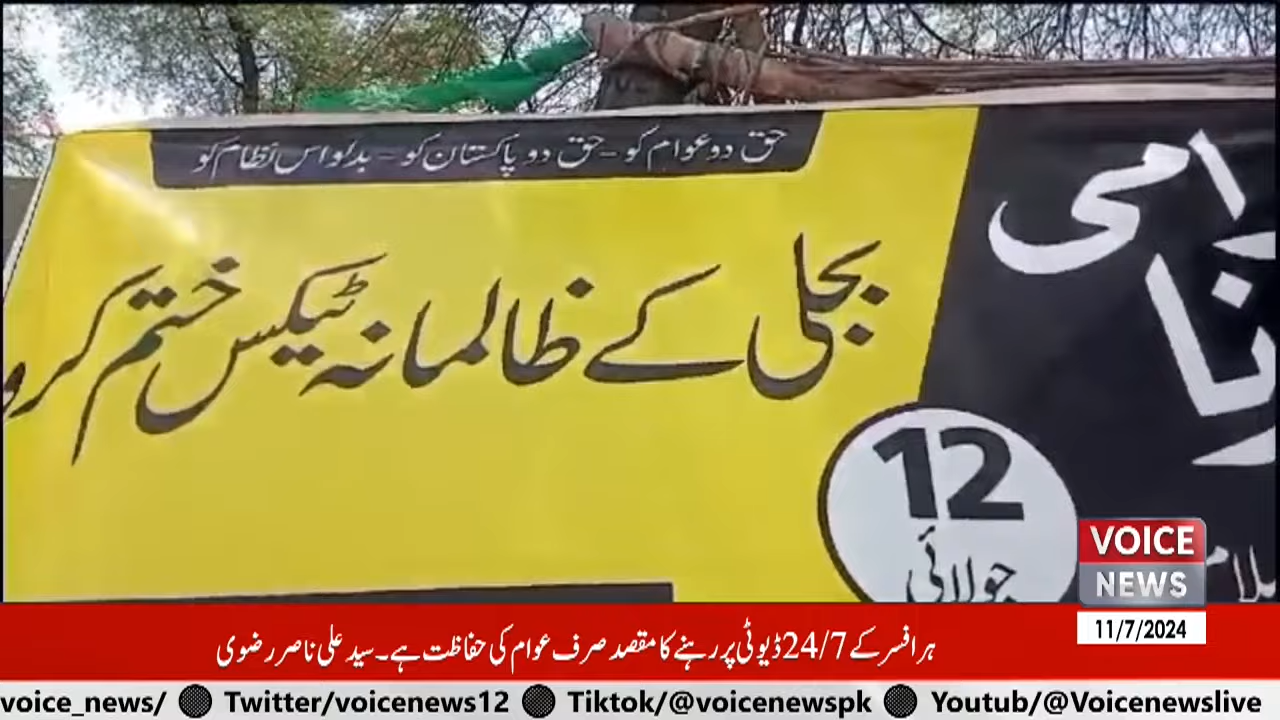 حق دو عوام کو - حق دو پاکستان کو - بدلو اس نظام کو
بجلی کے ظالمانہ ٹیکس ختم کرو
12
جولائی
VOICE
NEWS
11/7/2024
ہر افسر کے 24/7 ڈیوٹی پر رہنے کا مقصد صرف عوام کی حفاظت ہے۔ سید علی ناصر رضوی
voice_news/ Twitter/voicenews12 Tiktok/@voicenewspk Youtub/@Voicenewslive